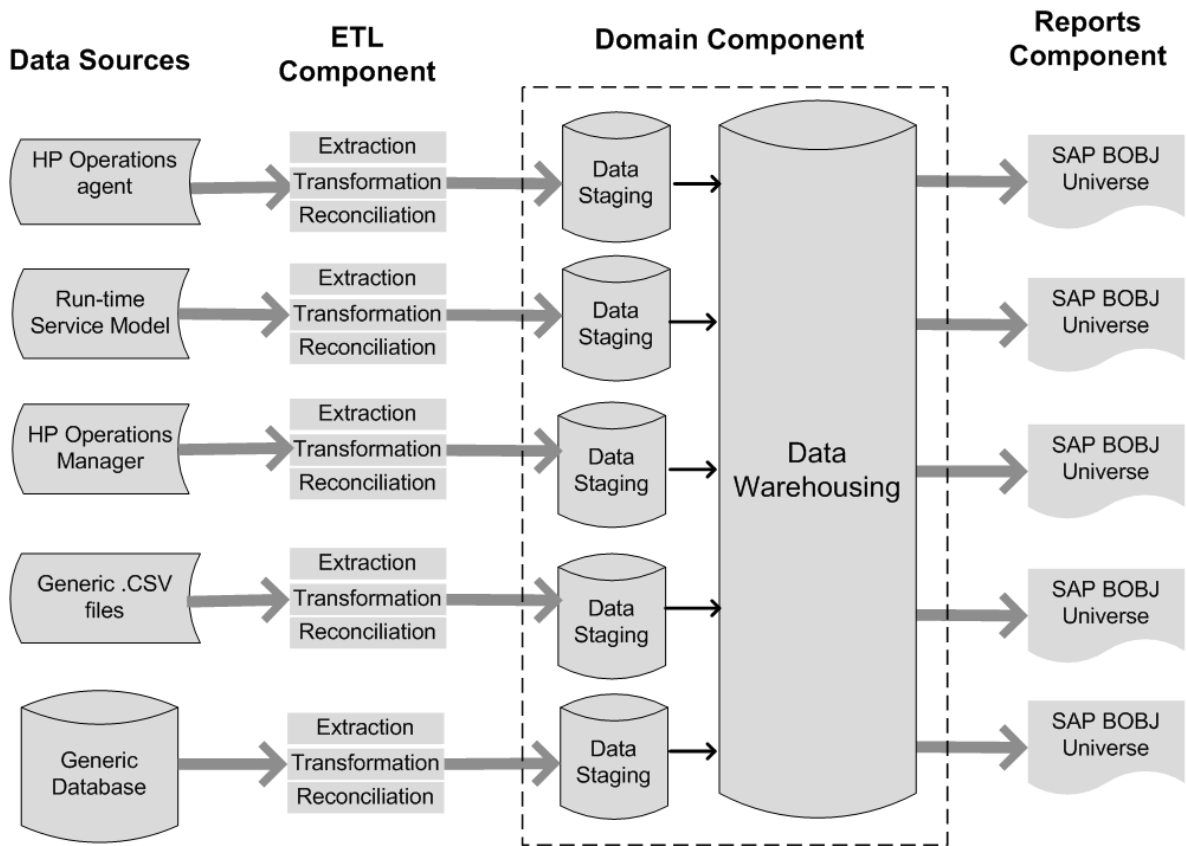 Data Sources
ETL
Component
Domain Component
Reports
Component
HP Operations
agent
Extraction
Transformation
Reconciliation
Data
Staging
SAP BOBJ
Universe
Run-time
Service Model
Extraction
Transformation
Reconciliation
Data
Staging
SAP BOBJ
Universe
HP Operations
Manager
Extraction
Transformation
Reconciliation
Data
Staging
Data
Warehousing
SAP BOBJ
Universe
Generic .CSV
files
Extraction
Transformation
Reconciliation
Data
Staging
SAP BOBJ
Universe
Generic
Database
Extraction
Transformation
Reconciliation
Data
Staging
SAP BOBJ
Universe